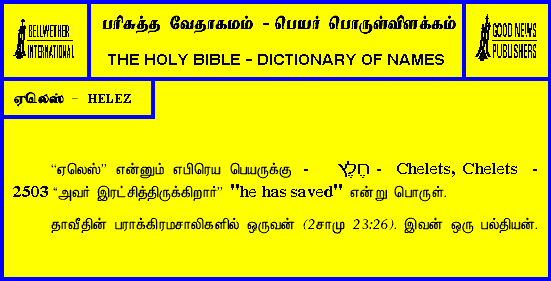 BELLWETHER
INTERNATIONAL
பரிசுத்த வேதாகமம் - பெயர் பொருள்விளக்கம்
THE HOLY BIBLE - DICTIONARY OF NAMES
GOOD NEWS
PUBLISHERS
ஏலெஸ் - HELEZ
“ஏலெஸ்” என்னும் எபிரெய பெயருக்கு - חֶלֶץ - Chelets, Chelets -
2503 “அவர் இரட்சித்திருக்கிறார்” "he has saved" என்று பொருள்.
தாவீதின் பராக்கிரமசாலிகளில் ஒருவன் (2சாமு 23:26). இவன் ஒரு பல்தியன்.